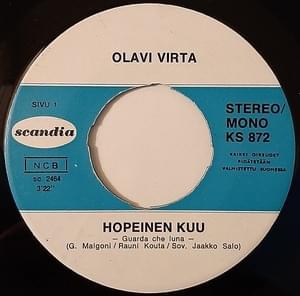 OLAVI VIRTA
SIVU 1
scandia
NCB
sc. 2464
3'22"
STEREO/
MONO
KS 872
KAIKKI OIKEUDET
PIDÄTETÄÄN
VALMISTETTU SUOMESSA
HOPEINEN KUU
— Guarda che luna —
(G. Malgoni / Rauni Kouta / Sov. Jaakko Salo)